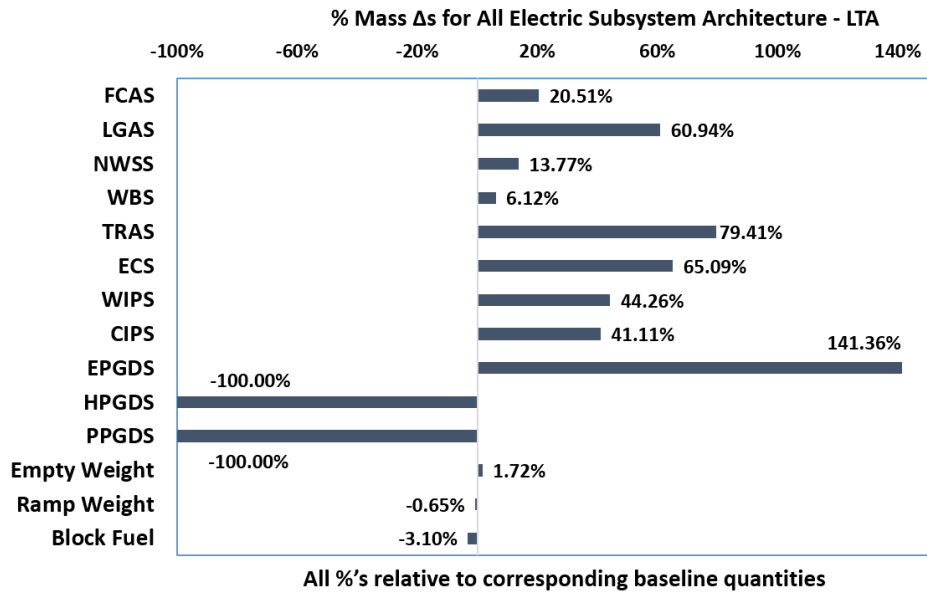 % Mass Δs for All Electric Subsystem Architecture - LTA
-100% -60% -20% 20% 60% 100% 140%
FCAS 20.51%
LGAS 60.94%
NWSS 13.77%
WBS 6.12%
TRAS 79.41%
ECS 65.09%
WIPS 44.26%
CIPS 41.11%
141.36%
EPGDS
-100.00%
HPGDS
PPGDS
-100.00%
Empty Weight 1.72%
Ramp Weight -0.65%
Block Fuel -3.10%
All %’s relative to corresponding baseline quantities